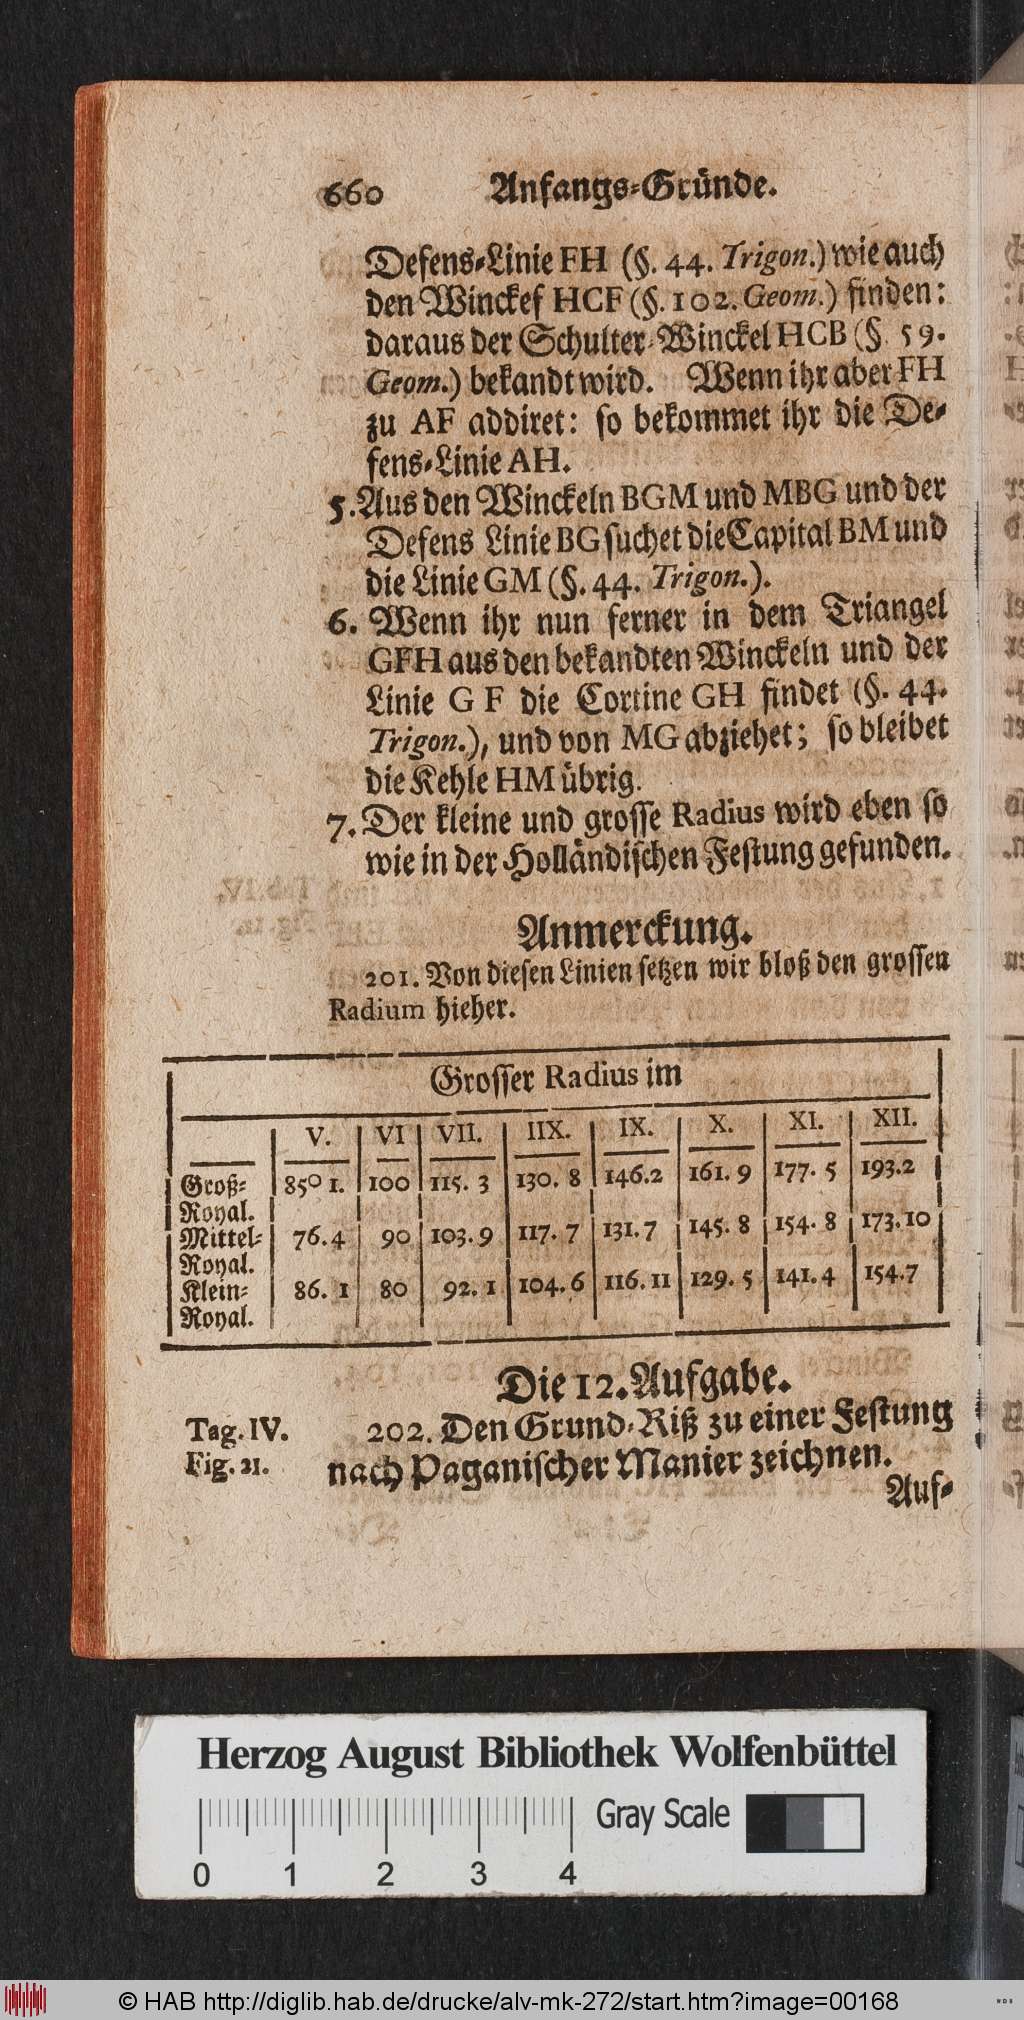 660 Anfangs-Gründe.
Defens-Linie FH (§. 44. Trigon.) wie auch
den Winckef HCF (§. 102. Geom.) finden:
daraus der Schulter-Winckel HCB (§ 59.
Geom.) bekandt wird. Wenn ihr aber FH
zu AF addiret: so bekommet ihr die De-
fens-Linie AH.
5. Aus den Winckeln BGM und MBG und der
Defens Linie BG suchet die Capital BM und
die Linie GM (§. 44. Trigon.).
6. Wenn ihr nun ferner in dem Triangel
GFH aus den bekandten Winckeln und der
Linie G F die Cortine GH findet (§. 44.
Trigon.), und von MG abziehet; so bleibet
die Kehle HM übrig.
7. Der kleine und grosse Radius wird eben so
wie in der Holländischen Festung gefunden.
Anmerckung.
201. Von diesen Linien setzen wir bloß den grossen
Radium hieher.
Grosser Radius im
V. VI VII. IIX. IX. X. XI. XII.
Groß- 85⁰ 1. 100 115. 3 130. 8 146.2 161. 9 177. 5 193.2
Royal.
Mittel- 76. 4 90 103. 9 117. 7 131. 7 145. 8 154. 8 173. 10
Royal.
Klein- 86. 1 80 92. 1 104. 6 116. 11 129. 5 141. 4 154.7
Royal.
Die 12. Aufgabe.
Tag. IV. 202. Den Grund-Riß zu einer Festung
Fig. 21. nach Paganischer Manier zeichnen.
Auf-
Herzog August Bibliothek Wolfenbüttel
Gray Scale
0 1 2 3 4
© HAB http://diglib.hab.de/drucke/alv-mk-272/start.htm?image=00168